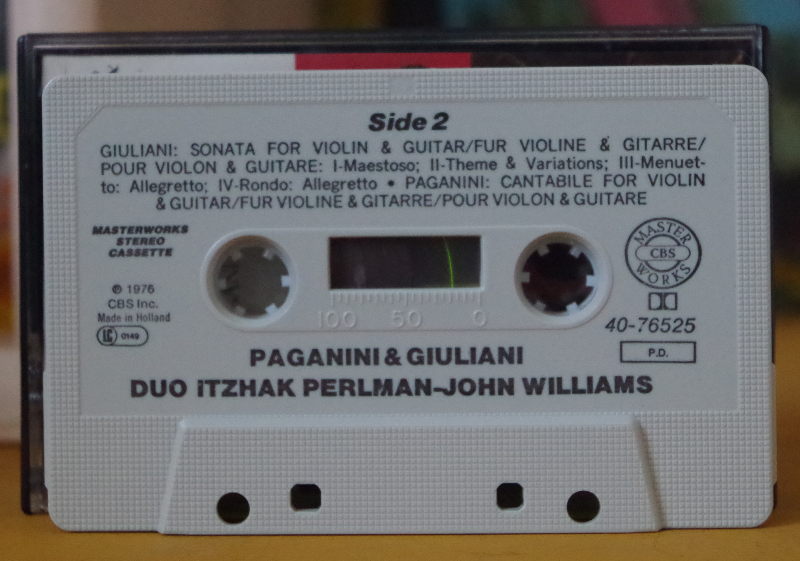 Side 2
GIULIANI: SONATA FOR VIOLIN & GUITAR/FUR VIOLINE & GITARRE/
POUR VIOLON & GUITARE: I-Maestoso; II-Theme & Variations; III-Menuet-
to: Allegretto; IV-Rondo: Allegretto • PAGANINI: CANTABILE FOR VIOLIN
& GUITAR/FUR VIOLINE & GITARRE/POUR VIOLON & GUITARE
MASTERWORKS
STEREO
CASSETTE
℗ 1976
CBS Inc.
Made in Holland
LC 0149
100 50 0
MASTER
CBS
WORKS
40-76525
P.D.
PAGANINI & GIULIANI
DUO ITZHAK PERLMAN-JOHN WILLIAMS